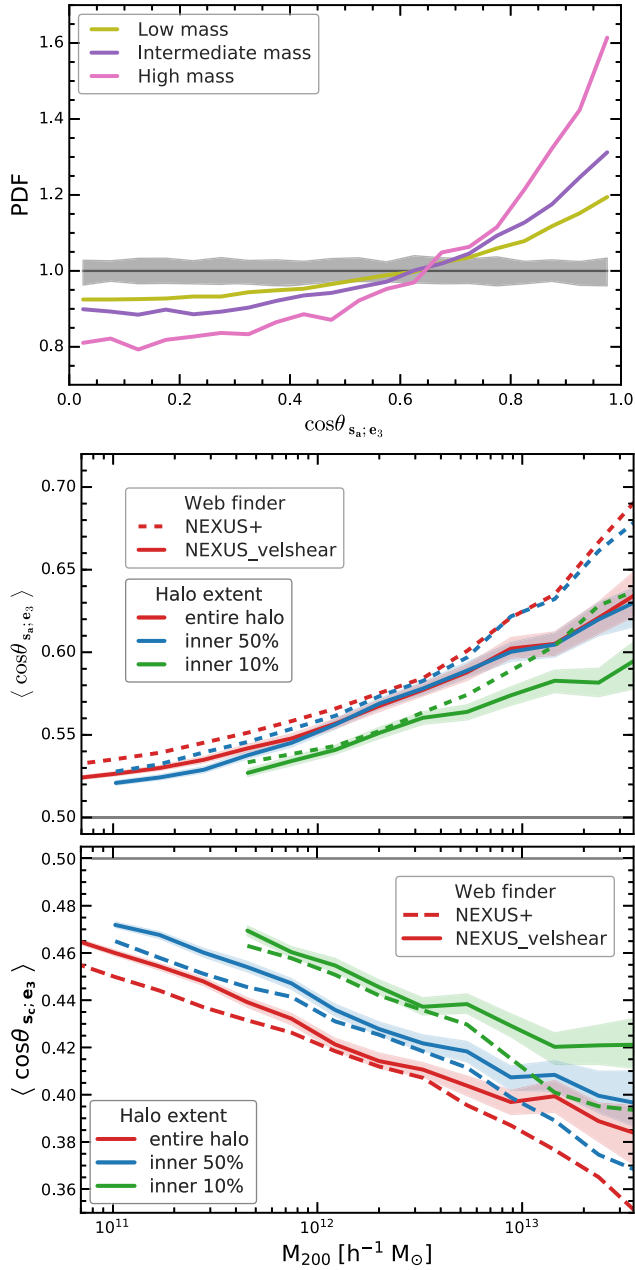 Low mass
Intermediate mass
High mass
PDF
1.6
1.4
1.2
1.0
0.8
0.0 0.2 0.4 0.6 0.8 1.0
cosθ s_a; e_3
⟨ cosθ s_a; e_3 ⟩
0.70
0.65
0.60
0.55
0.50
Web finder
NEXUS+
NEXUS_velshear
Halo extent
entire halo
inner 50%
inner 10%
⟨ cosθ s_c; e_3 ⟩
0.50
0.48
0.46
0.44
0.42
0.40
0.38
0.36
Web finder
NEXUS+
NEXUS_velshear
Halo extent
entire halo
inner 50%
inner 10%
10^11 10^12 10^13
M_200 [h^−1 M_⊙]